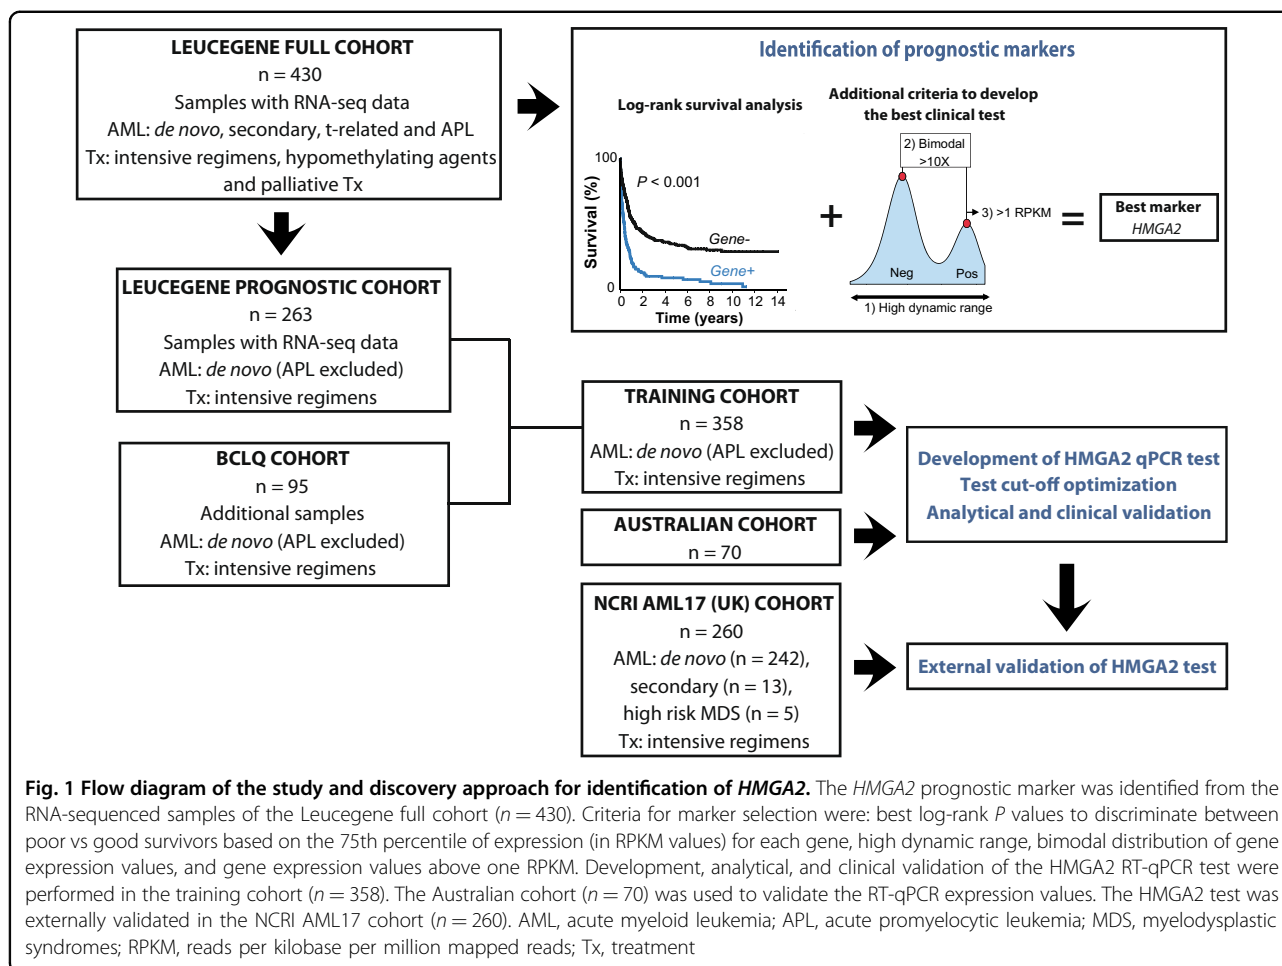 LEUCEGENE FULL COHORT
n = 430
Samples with RNA-seq data
AML: de novo, secondary, t-related and APL
Tx: intensive regimens, hypomethylating agents
and palliative Tx
Identification of prognostic markers
Log-rank survival analysis
Survival (%)
100
0
P < 0.001
Gene-
Gene+
0 2 4 6 8 10 12 14
Time (years)
+
Additional criteria to develop
the best clinical test
2) Bimodal
>10X
3) >1 RPKM
Neg
Pos
1) High dynamic range
=
Best marker
HMGA2
LEUCEGENE PROGNOSTIC COHORT
n = 263
Samples with RNA-seq data
AML: de novo (APL excluded)
Tx: intensive regimens
BCLQ COHORT
n = 95
Additional samples
AML: de novo (APL excluded)
Tx: intensive regimens
TRAINING COHORT
n = 358
AML: de novo (APL excluded)
Tx: intensive regimens
AUSTRALIAN COHORT
n = 70
NCRI AML17 (UK) COHORT
n = 260
AML: de novo (n = 242),
secondary (n = 13),
high risk MDS (n = 5)
Tx: intensive regimens
Development of HMGA2 qPCR test
Test cut-off optimization
Analytical and clinical validation
External validation of HMGA2 test
Fig. 1 Flow diagram of the study and discovery approach for identification of HMGA2. The HMGA2 prognostic marker was identified from the
RNA-sequenced samples of the Leucegene full cohort (n = 430). Criteria for marker selection were: best log-rank P values to discriminate between
poor vs good survivors based on the 75th percentile of expression (in RPKM values) for each gene, high dynamic range, bimodal distribution of gene
expression values, and gene expression values above one RPKM. Development, analytical, and clinical validation of the HMGA2 RT-qPCR test were
performed in the training cohort (n = 358). The Australian cohort (n = 70) was used to validate the RT-qPCR expression values. The HMGA2 test was
externally validated in the NCRI AML17 cohort (n = 260). AML, acute myeloid leukemia; APL, acute promyelocytic leukemia; MDS, myelodysplastic
syndromes; RPKM, reads per kilobase per million mapped reads; Tx, treatment